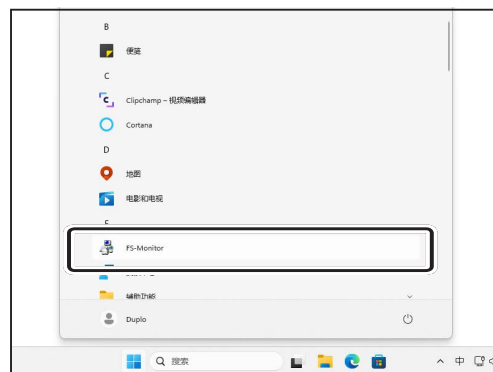 B
便笺
C
Clipchamp – 视频编辑器
Cortana
D
地图
电影和电视
F
FS-Monitor
辅助功能
Duplo
搜索
中